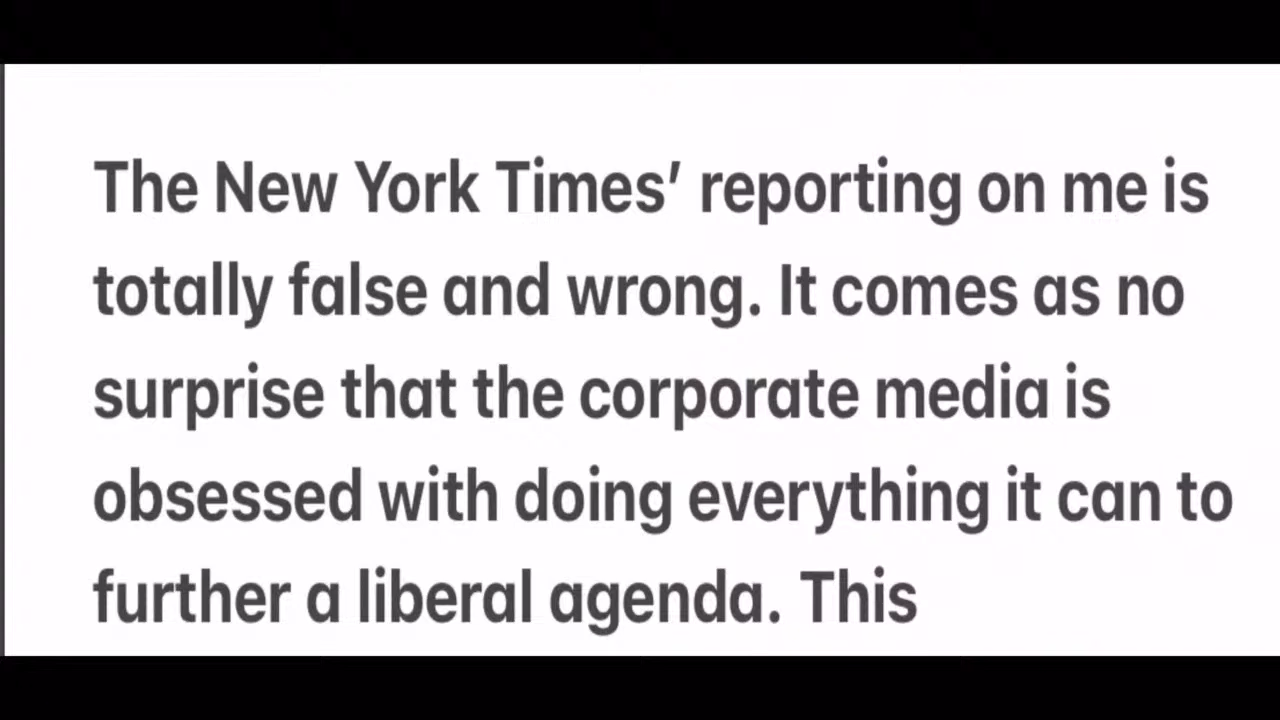 The New York Times’ reporting on me is
totally false and wrong. It comes as no
surprise that the corporate media is
obsessed with doing everything it can to
further a liberal agenda. This